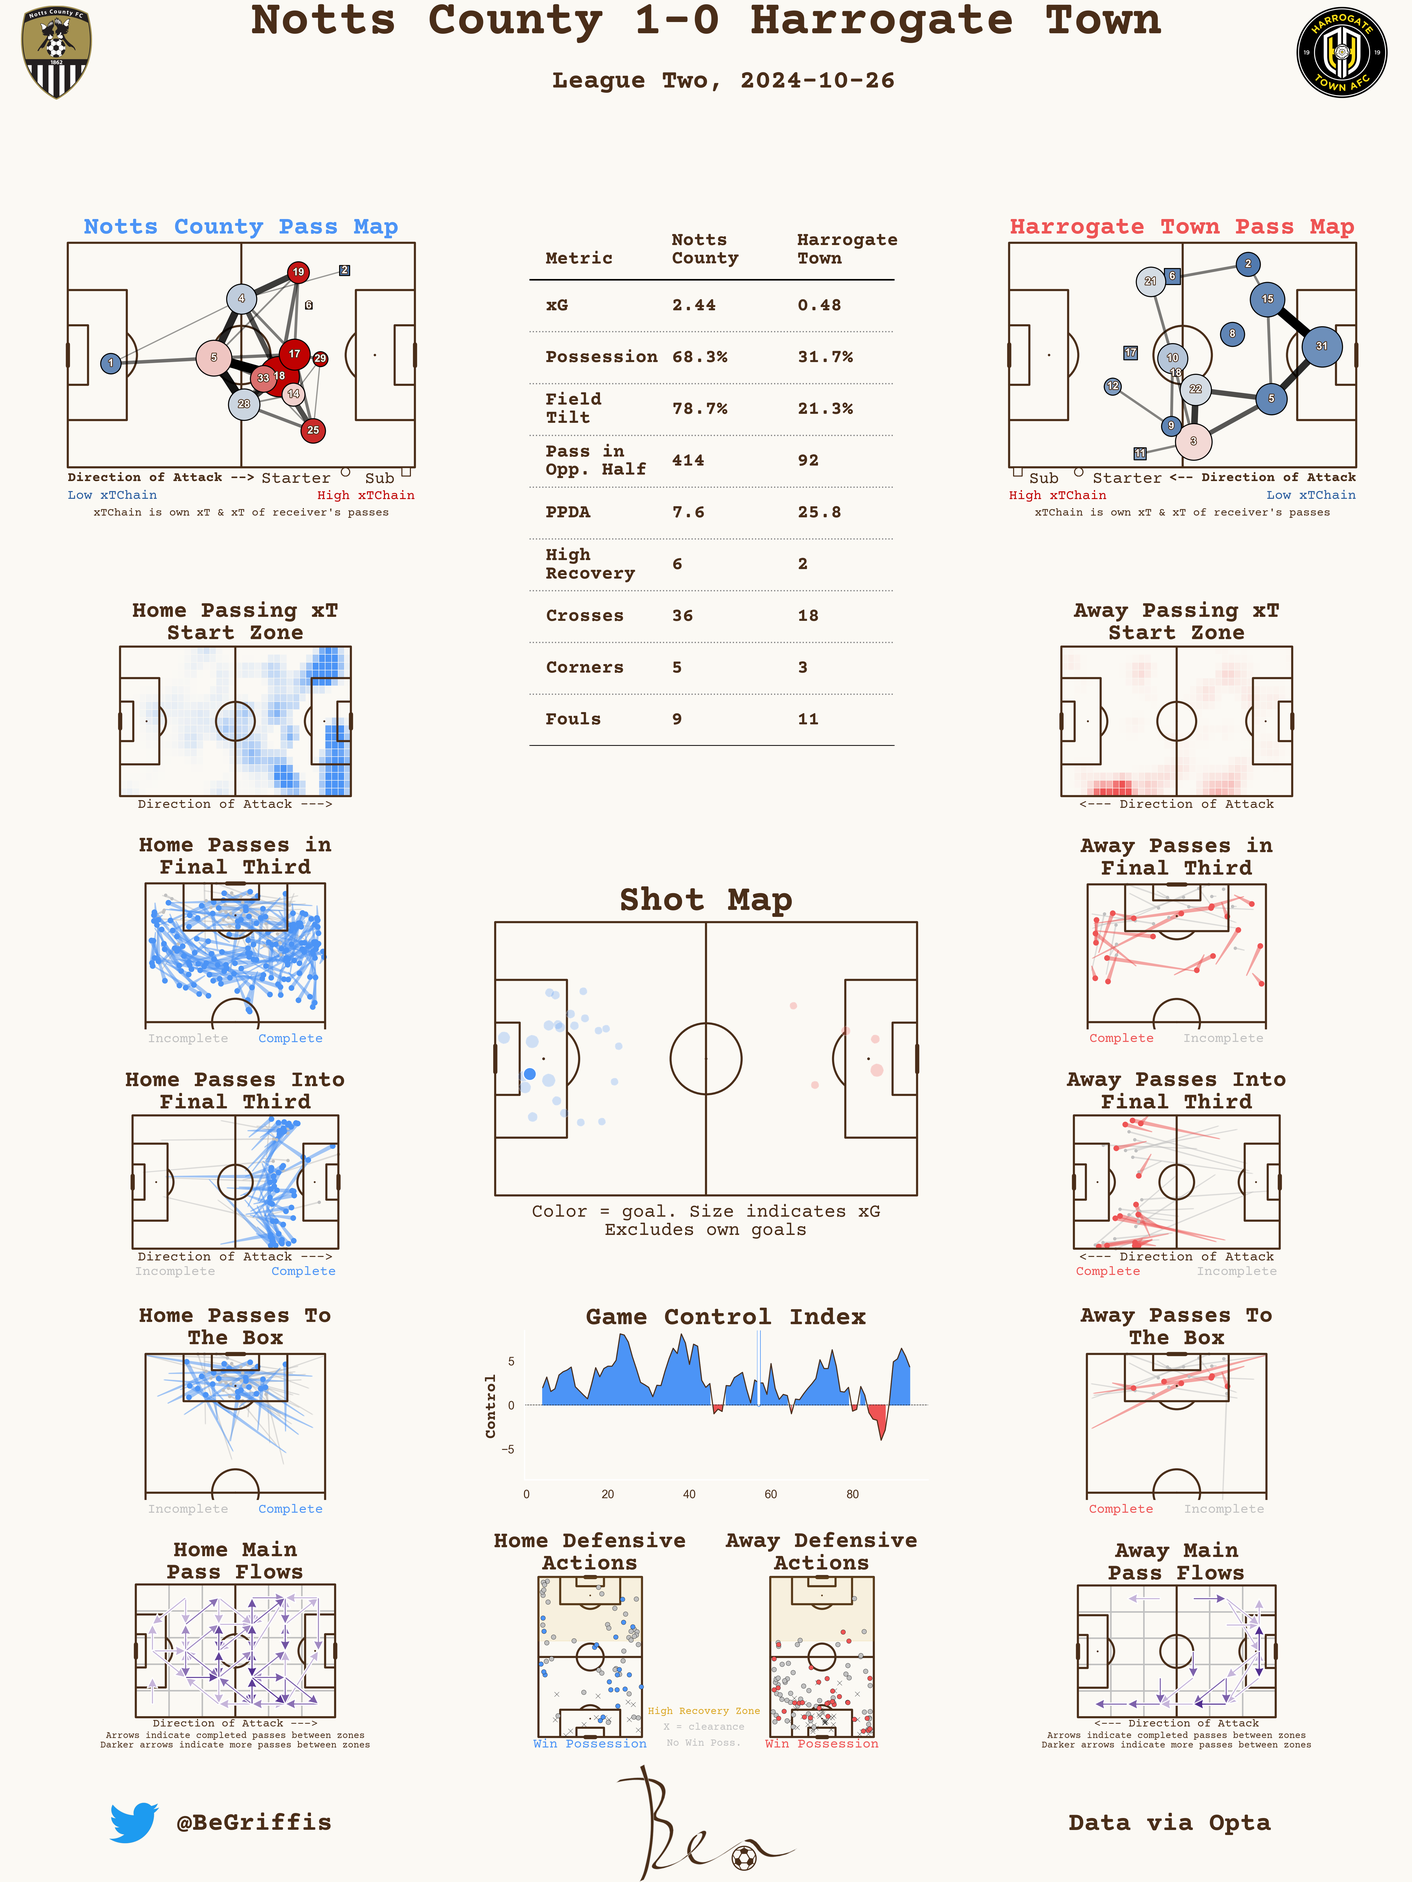 Notts County 1-0 Harrogate Town
League Two, 2024-10-26
Notts County FC
1862
HARROGATE
19 19
TOWN AFC
Notts County Pass Map
19
2
4
6
1
5
17
29
33
18
14
28
25
Direction of Attack --> Starter Sub
Low xTChain High xTChain
xTChain is own xT & xT of receiver's passes
Metric Notts County Harrogate Town
xG 2.44 0.48
Possession 68.3% 31.7%
Field Tilt 78.7% 21.3%
Pass in Opp. Half 414 92
PPDA 7.6 25.8
High Recovery 6 2
Crosses 36 18
Corners 5 3
Fouls 9 11
Harrogate Town Pass Map
2
6
21
15
8
31
17
10
18
12
22
5
9
3
11
Sub Starter <-- Direction of Attack
High xTChain Low xTChain
xTChain is own xT & xT of receiver's passes
Home Passing xT
Start Zone
Direction of Attack --->
Away Passing xT
Start Zone
<--- Direction of Attack
Home Passes in
Final Third
Incomplete Complete
Away Passes in
Final Third
Complete Incomplete
Shot Map
Color = goal. Size indicates xG
Excludes own goals
Home Passes Into
Final Third
Direction of Attack --->
Incomplete Complete
Away Passes Into
Final Third
<--- Direction of Attack
Complete Incomplete
Home Passes To
The Box
Incomplete Complete
Game Control Index
Control
5
0
−5
0 20 40 60 80
Away Passes To
The Box
Complete Incomplete
Home Main
Pass Flows
Direction of Attack --->
Arrows indicate completed passes between zones
Darker arrows indicate more passes between zones
Home Defensive
Actions
Win Possession
Away Defensive
Actions
Win Possession
High Recovery Zone
X = clearance
No Win Poss.
Away Main
Pass Flows
<--- Direction of Attack
Arrows indicate completed passes between zones
Darker arrows indicate more passes between zones
@BeGriffis
Ben
Data via Opta